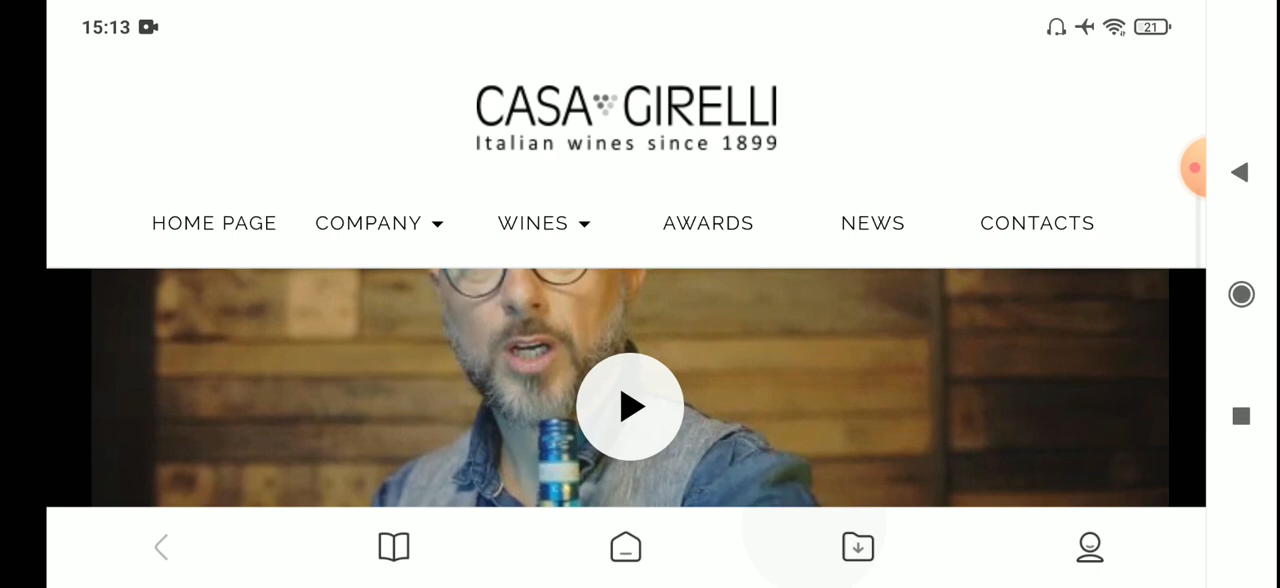 15:13
21
CASA GIRELLI
Italian wines since 1899
HOME PAGE COMPANY WINES AWARDS NEWS CONTACTS